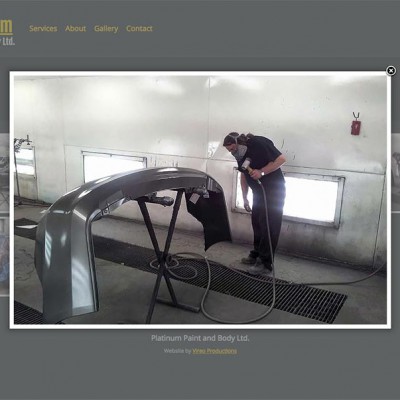 m
Ltd.
Services About Gallery Contact
Platinum Paint and Body Ltd.
Website by Vireo Productions